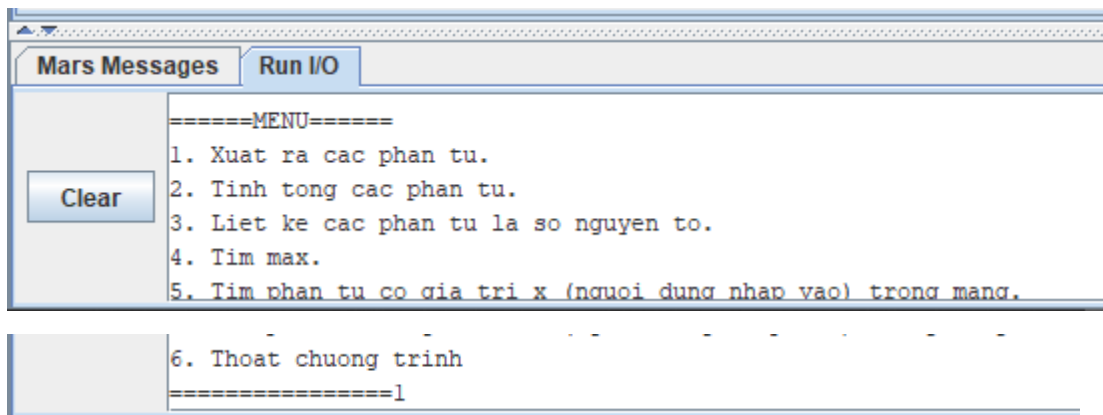 Mars Messages Run I/O
Clear
======MENU======
1. Xuat ra cac phan tu.
2. Tinh tong cac phan tu.
3. Liet ke cac phan tu la so nguyen to.
4. Tim max.
5. Tim phan tu co gia tri x (nguoi dung nhap vao) trong mang.
6. Thoat chuong trinh
================1